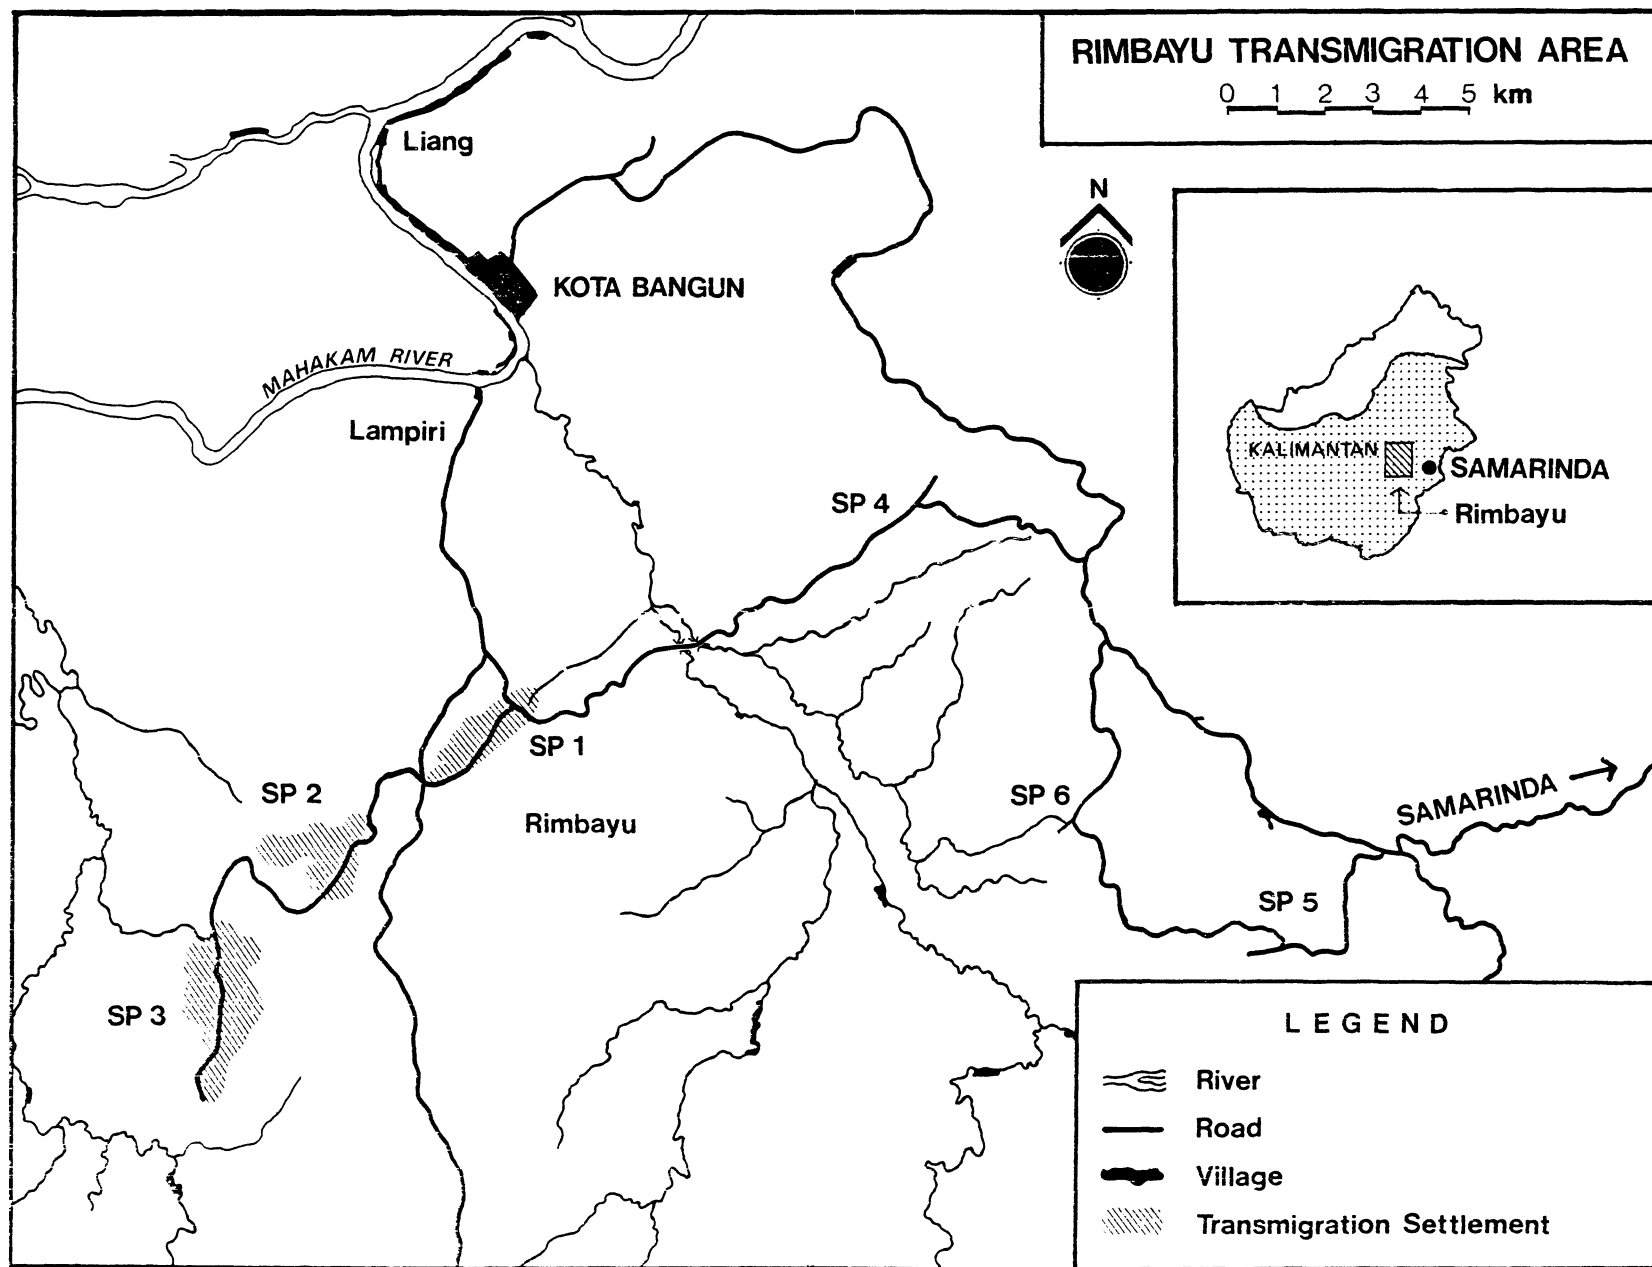 RIMBAYU TRANSMIGRATION AREA
0 1 2 3 4 5 km
Liang
N
KOTA BANGUN
MAHAKAM RIVER
Lampiri
KALIMANTAN
SAMARINDA
Rimbayu
SP 4
SP 1
SP 2
Rimbayu
SP 6
SAMARINDA
SP 5
SP 3
LEGEND
River
Road
Village
Transmigration Settlement